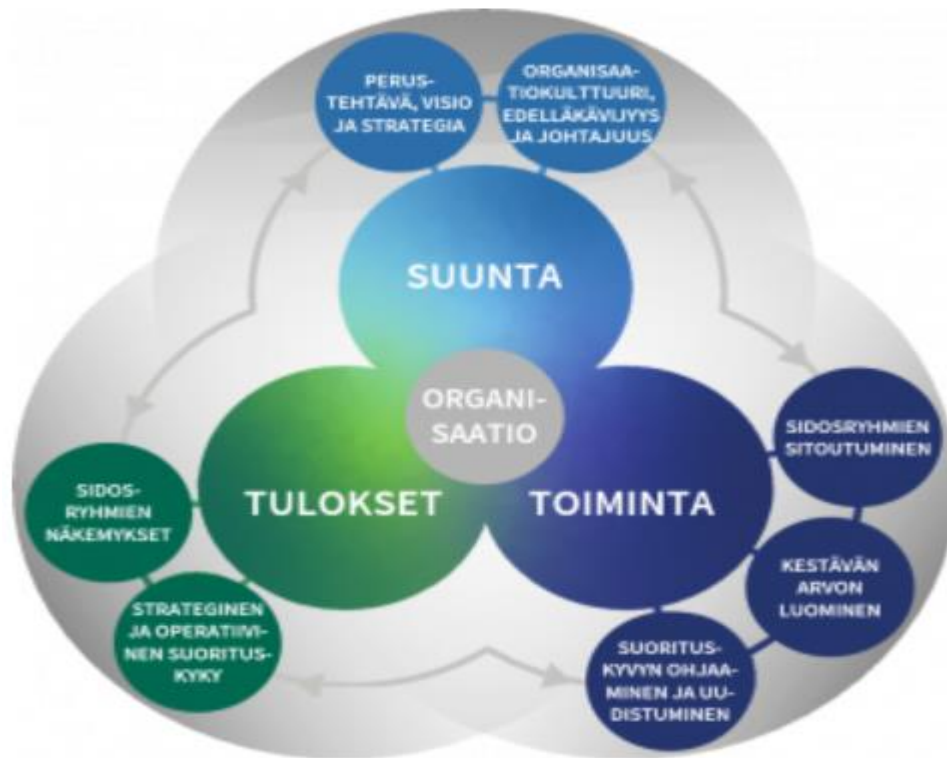 PERUS-
TEHTÄVÄ, VISIO
JA STRATEGIA
ORGANISAA-
TIOKULTTUURI,
EDELLÄKÄVIJYYS
JA JOHTAJUUS
SUUNTA
ORGANI-
SAATIO
TULOKSET
TOIMINTA
SIDOSRYHMIEN
SITOUTUMINEN
KESTÄVÄN
ARVON
LUOMINEN
SUORITUS-
KYVYN OHJAA-
MINEN JA UU-
DISTUMINEN
SIDOS-
RYHMIEN
NÄKEMYKSET
STRATEGINEN
JA OPERATIIVI-
NEN SUORITUS-
KYKY